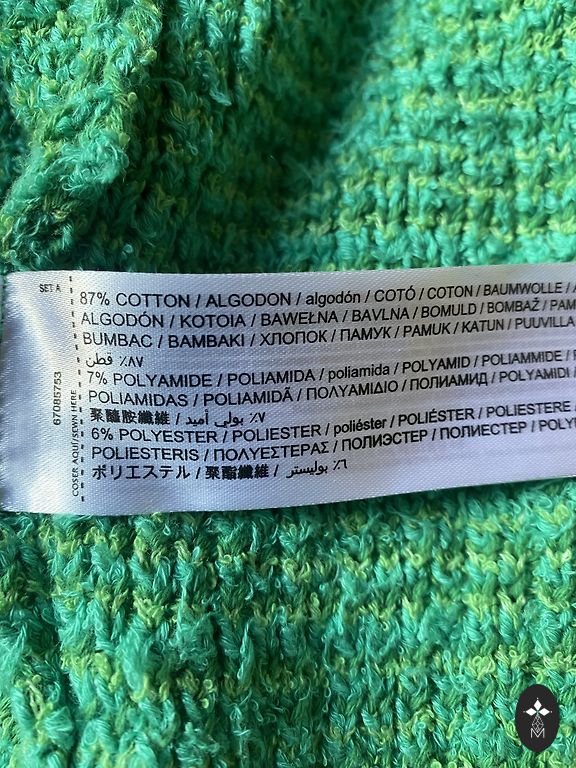 SET A
87% COTTON / ALGODON / algodón / COTÓ / COTON / BAUMWOLLE /
ALGODÓN / KOTOIA / BAWEŁNA / BAVLNA / BOMULD / BOMBAŽ / PAM
BUMBAC / BAMBAKI / ХЛОПОК / ПАМУК / PAMUK / KATUN / PUUVILLA
٪٨٧ قطن
7% POLYAMIDE / POLIAMIDA / poliamida / POLYAMID / POLIAMMIDE /
POLIAMIDAS / POLIAMIDĂ / ΠΟΛΥΑΜΙΔΙΟ / ПОЛИАМИД / POLYAMIDI /
聚醯胺纖維 / ٪٧ بولي أميد
6% POLYESTER / POLIESTER / poliéster / POLIÉSTER / POLIESTERE /
POLIESTERIS / ΠΟΛΥΕΣΤΕΡΑΣ / ПОЛИЭСТЕР / ПОЛИЕСТЕР / POLY
ポリエステル / 聚酯纖維 / ٪٦ بوليستر
67085753
COSER AQUÍ/SEWN HERE
M